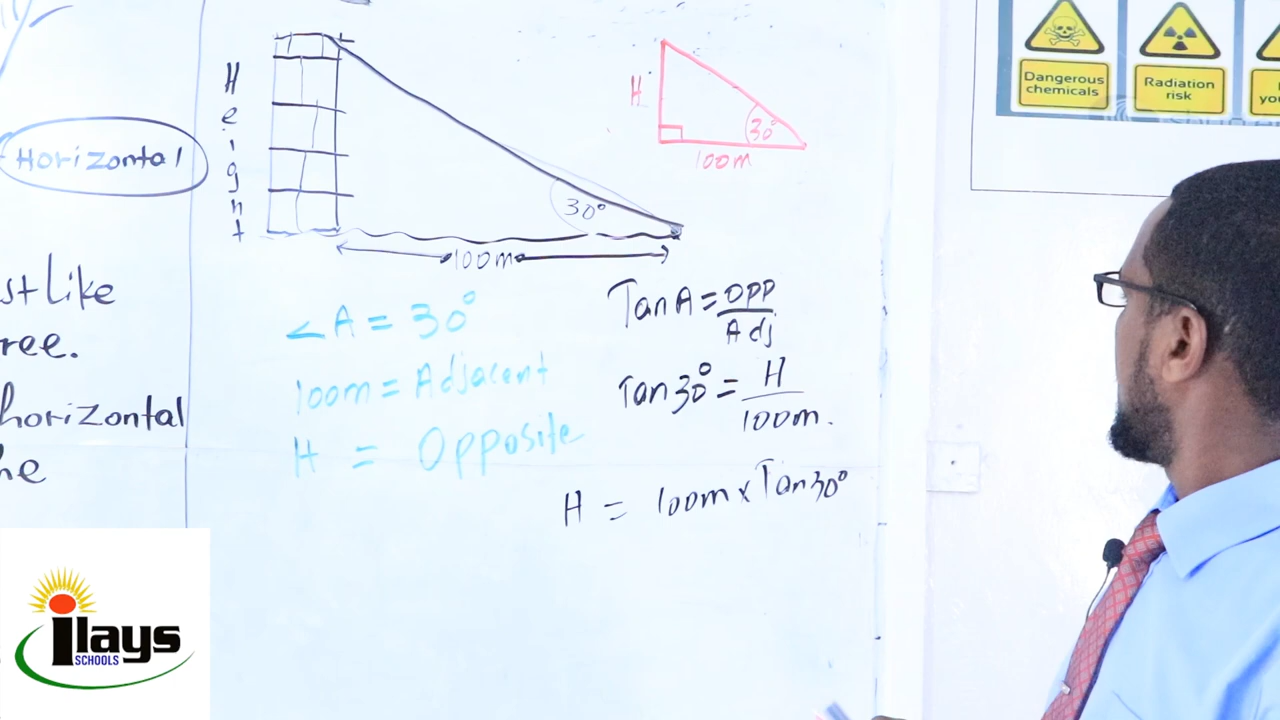 Horizontal
st Like
ree.
horizontal
he
Height
30°
100m
H
30°
100m
∠A = 30°
100m = Adjacent
H = Opposite
Tan A = Opp / Adj
Tan 30° = H / 100m.
H = 100m x Tan 30°
Dangerous
chemicals
Radiation
risk
ilays
SCHOOLS